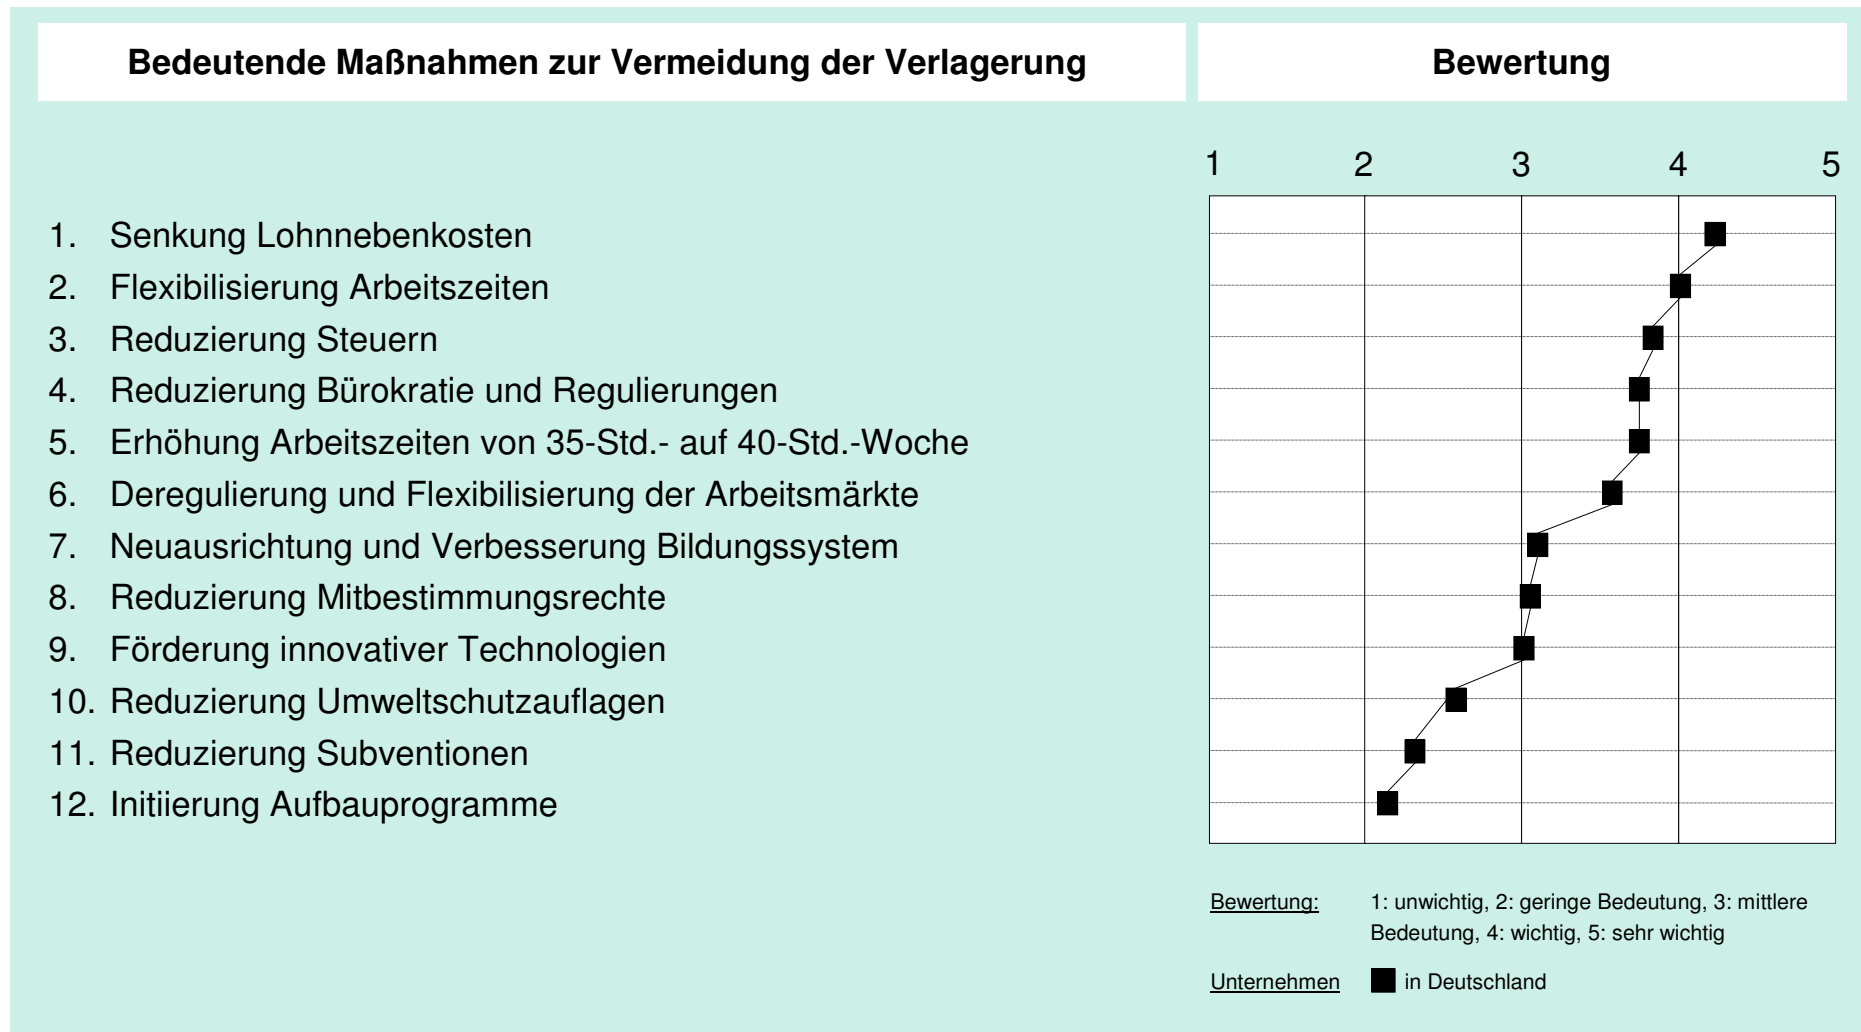 Bedeutende Maßnahmen zur Vermeidung der Verlagerung
Bewertung
1 2 3 4 5
1. Senkung Lohnnebenkosten
2. Flexibilisierung Arbeitszeiten
3. Reduzierung Steuern
4. Reduzierung Bürokratie und Regulierungen
5. Erhöhung Arbeitszeiten von 35-Std.- auf 40-Std.-Woche
6. Deregulierung und Flexibilisierung der Arbeitsmärkte
7. Neuausrichtung und Verbesserung Bildungssystem
8. Reduzierung Mitbestimmungsrechte
9. Förderung innovativer Technologien
10. Reduzierung Umweltschutzauflagen
11. Reduzierung Subventionen
12. Initiierung Aufbauprogramme
Bewertung: 1: unwichtig, 2: geringe Bedeutung, 3: mittlere
Bedeutung, 4: wichtig, 5: sehr wichtig
Unternehmen in Deutschland